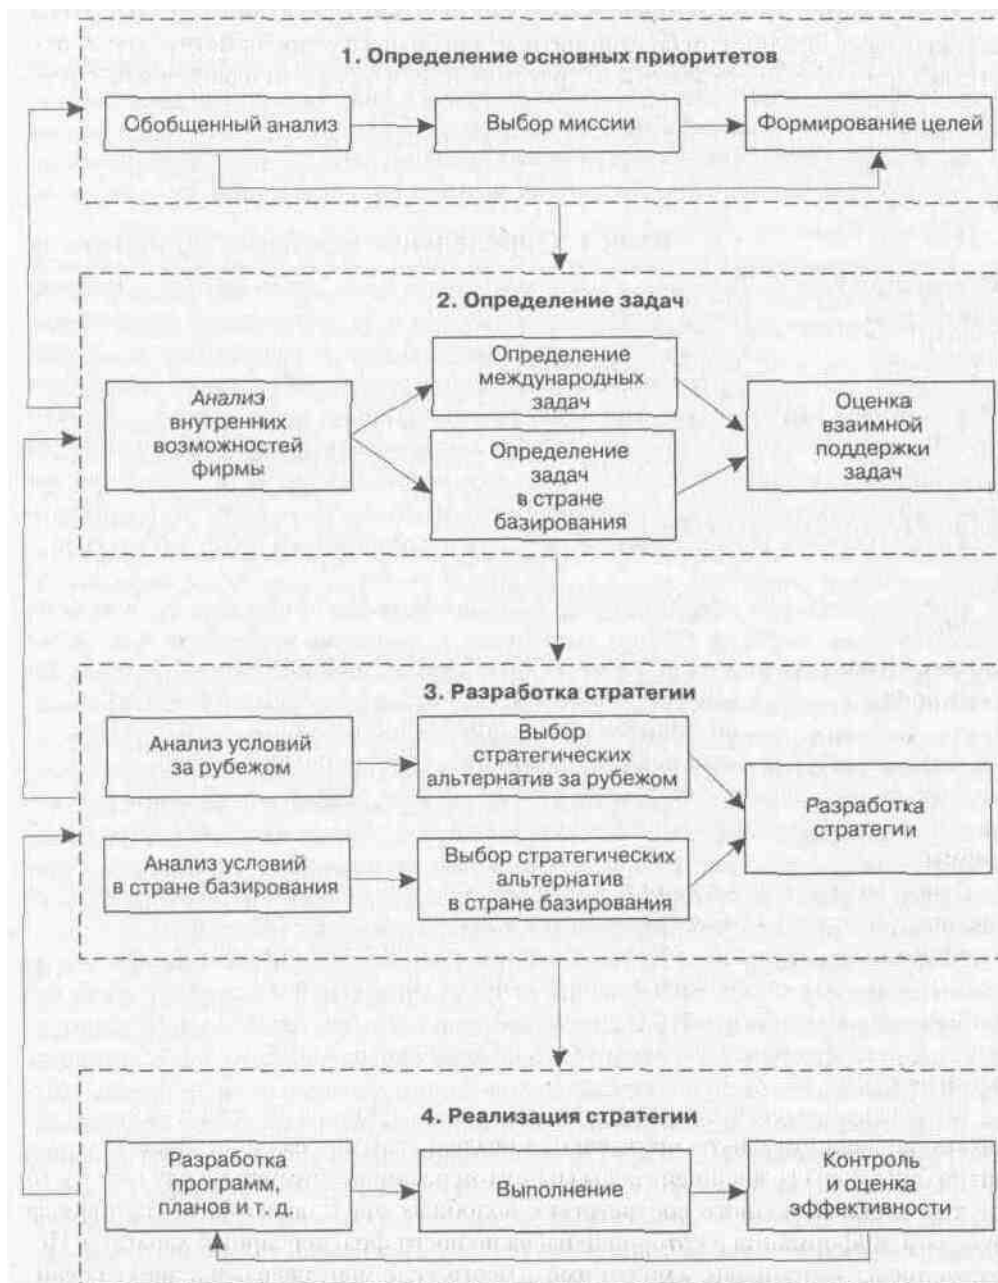 1. Определение основных приоритетов
Обобщенный анализ
Выбор миссии
Формирование целей
2. Определение задач
Анализ
внутренних
возможностей
фирмы
Определение
международных
задач
Определение
задач
в стране
базирования
Оценка
взаимной
поддержки
задач
3. Разработка стратегии
Анализ условий
за рубежом
Выбор
стратегических
альтернатив за рубежом
Анализ условий
в стране базирования
Выбор стратегических
альтернатив
в стране базирования
Разработка
стратегии
4. Реализация стратегии
Разработка
программ,
планов и т. д.
Выполнение
Контроль
и оценка
эффективности